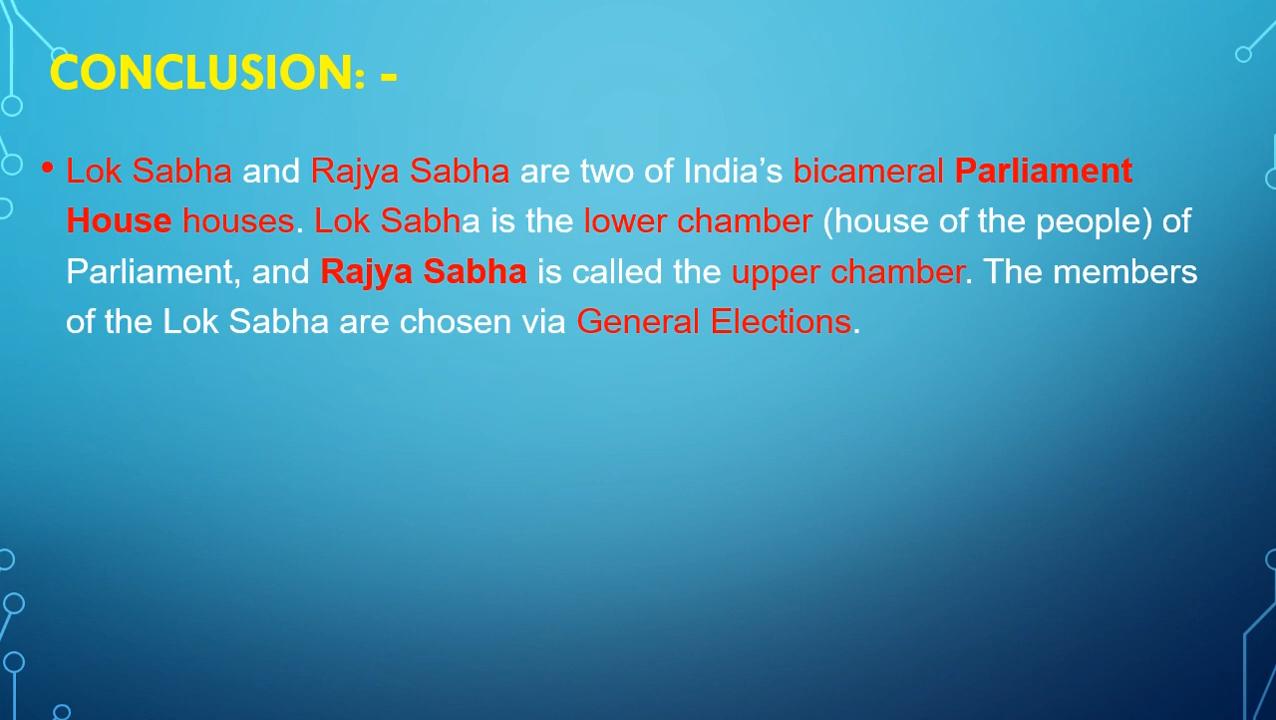 CONCLUSION: -
• Lok Sabha and Rajya Sabha are two of India’s bicameral Parliament
House houses. Lok Sabha is the lower chamber (house of the people) of
Parliament, and Rajya Sabha is called the upper chamber. The members
of the Lok Sabha are chosen via General Elections.